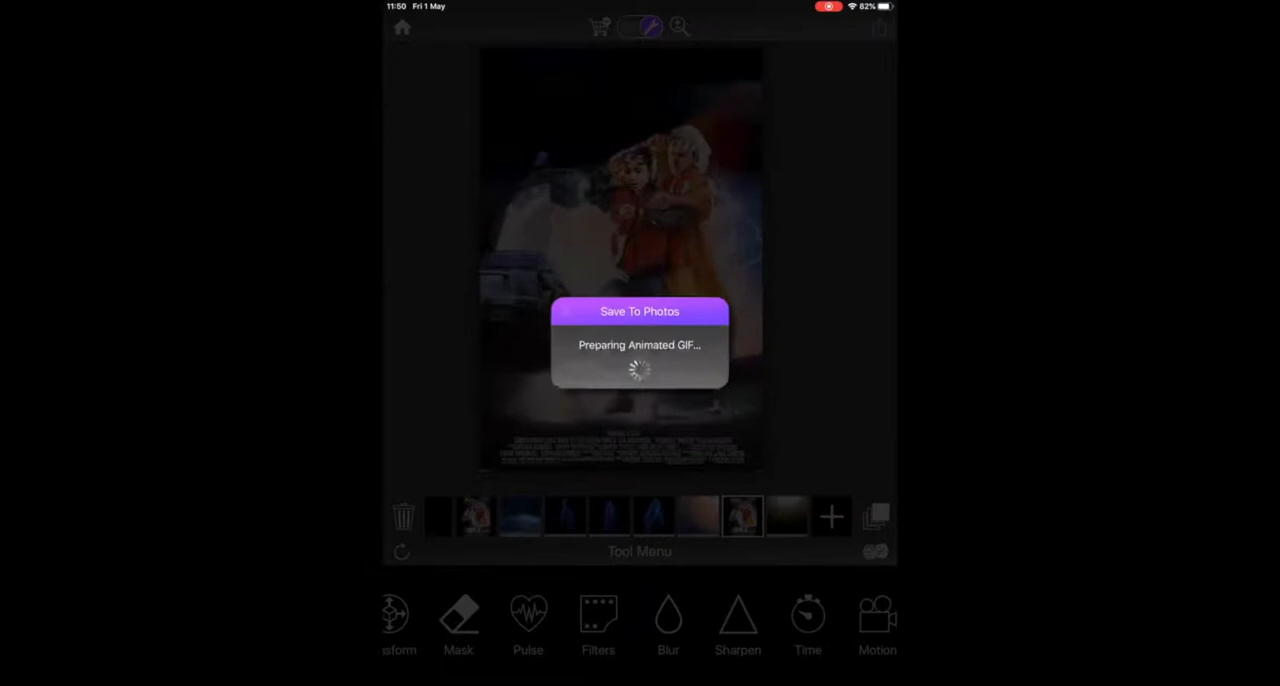 11:50 Fri 1 May
82%
Save To Photos
Preparing Animated GIF...
Tool Menu
nsform
Mask
Pulse
Filters
Blur
Sharpen
Time
Motion